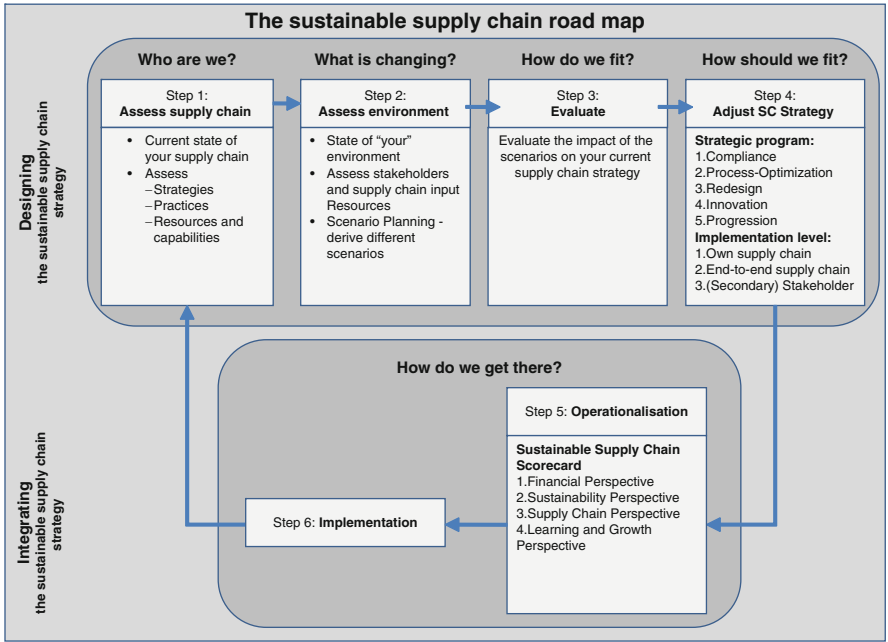 The sustainable supply chain road map
Designing
the sustainable supply chain
strategy
Who are we?
Step 1:
Assess supply chain
• Current state of
your supply chain
• Assess
–Strategies
–Practices
–Resources and
capabilities
What is changing?
Step 2:
Assess environment
• State of “your”
environment
• Assess stakeholders
and supply chain input
Resources
• Scenario Planning -
derive different
scenarios
How do we fit?
Step 3:
Evaluate
Evaluate the impact of the
scenarios on your current
supply chain strategy
How should we fit?
Step 4:
Adjust SC Strategy
Strategic program:
1.Compliance
2.Process-Optimization
3.Redesign
4.Innovation
5.Progression
Implementation level:
1.Own supply chain
2.End-to-end supply chain
3.(Secondary) Stakeholder
Integrating
the sustainable supply chain
strategy
How do we get there?
Step 5: Operationalisation
Sustainable Supply Chain
Scorecard
1.Financial Perspective
2.Sustainability Perspective
3.Supply Chain Perspective
4.Learning and Growth
Perspective
Step 6: Implementation